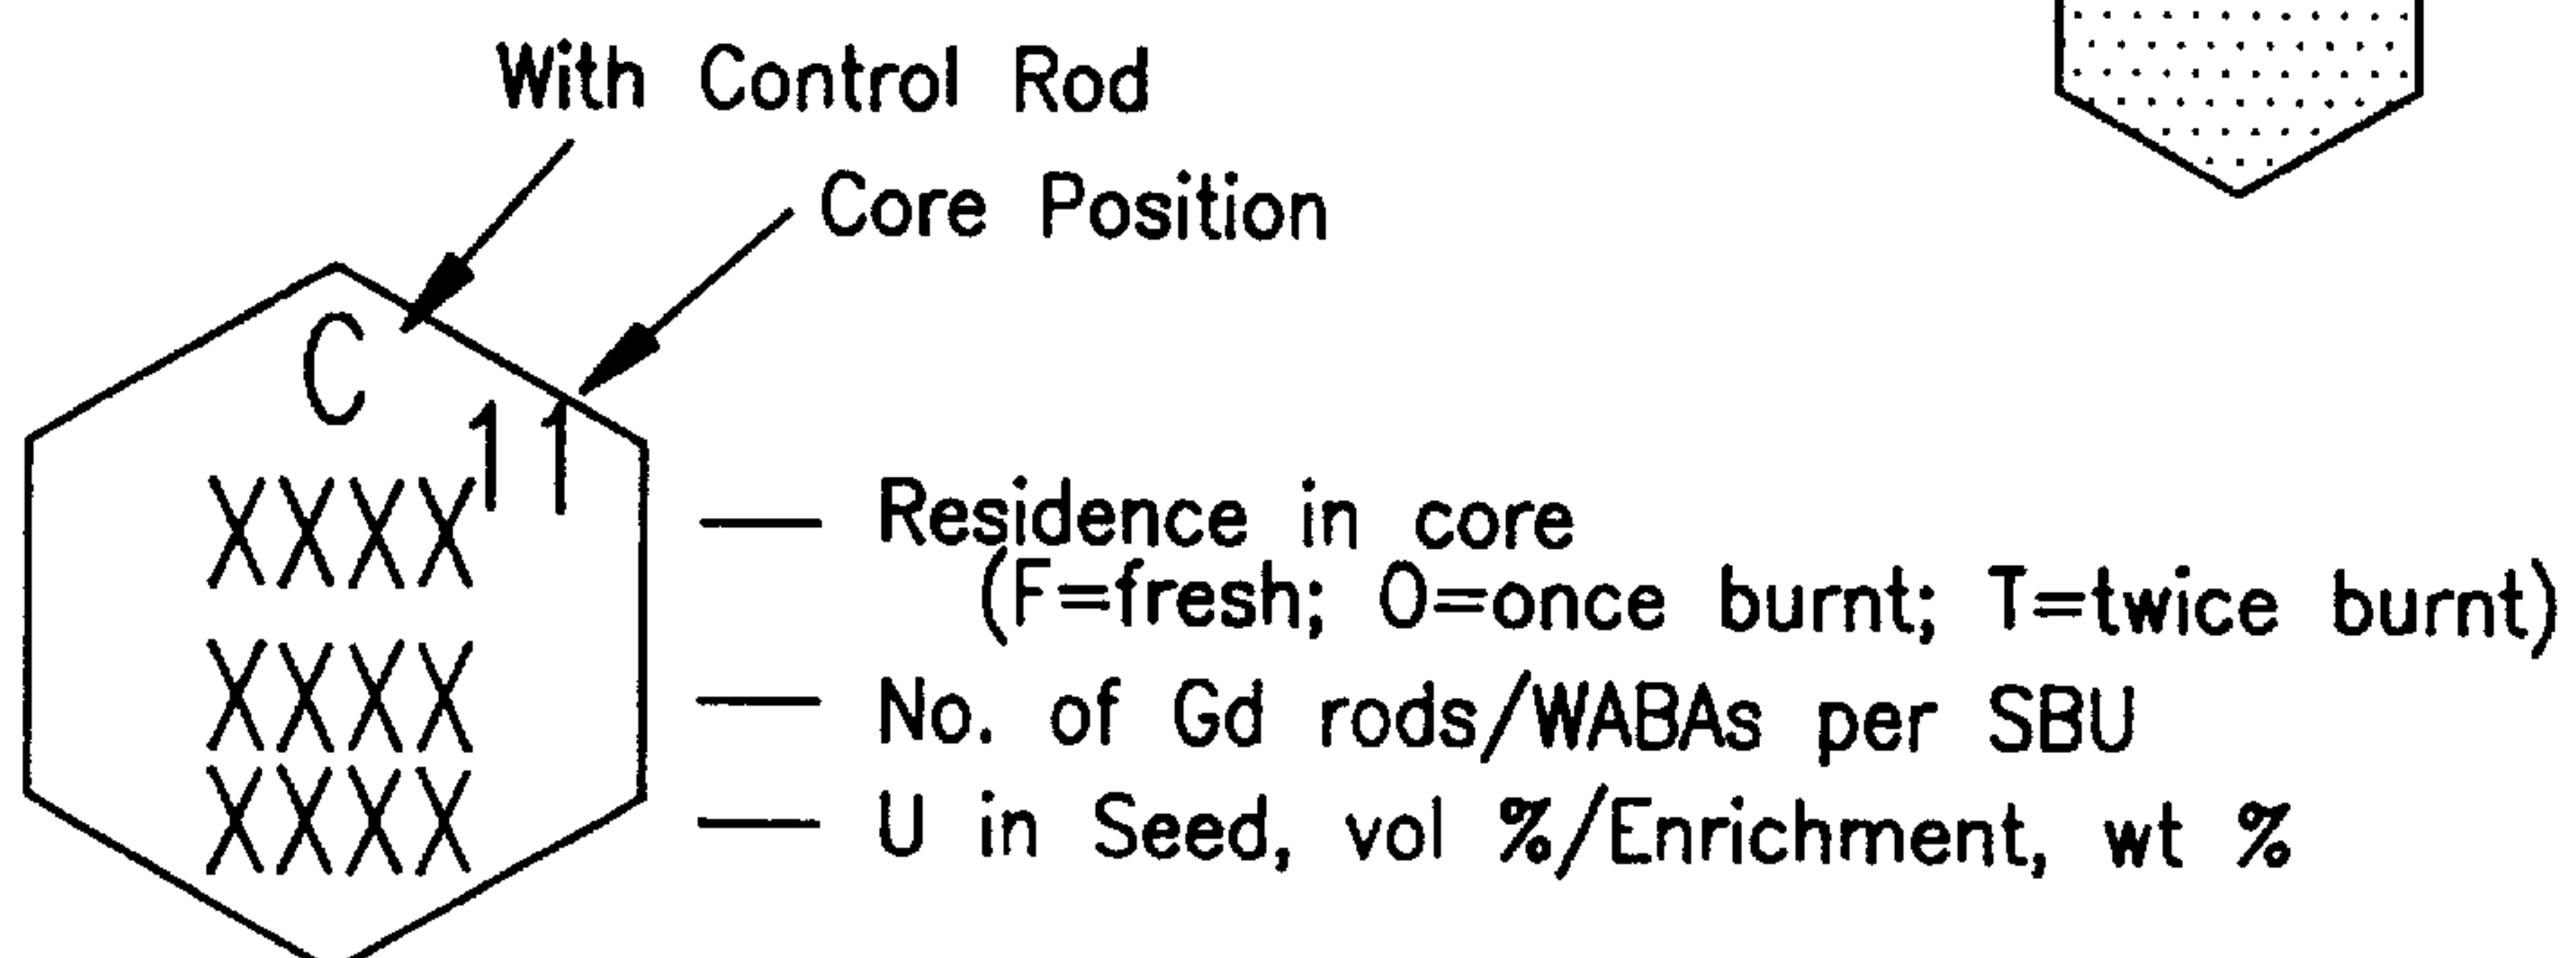 With Control Rod
Core Position
C
11
XXXX — Residence in core
(F=fresh; O=once burnt; T=twice burnt)
XXXX — No. of Gd rods/WABAs per SBU
XXXX — U in Seed, vol %/Enrichment, wt %